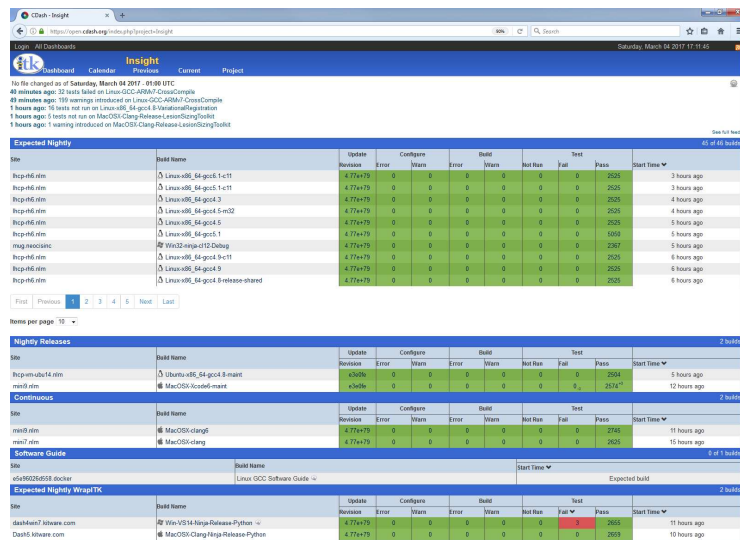 CDash - Insight
https://open.cdash.org/index.php?project=Insight
90%
Search
Login All Dashboards
Saturday, March 04 2017 17:11:45
itk
Insight
Dashboard Calendar Previous Current Project
No file changed as of Saturday, March 04 2017 - 01:00 UTC
40 minutes ago: 32 tests failed on Linux-GCC-ARMv7-CrossCompile
49 minutes ago: 199 warnings introduced on Linux-GCC-ARMv7-CrossCompile
1 hours ago: 16 tests not run on Linux-x86_64-gcc4.8-VariationalRegistration
1 hours ago: 5 tests not run on MacOSX-Clang-Release-LesionSizingToolkit
1 hours ago: 1 warning introduced on MacOSX-Clang-Release-LesionSizingToolkit
See full feed
Expected Nightly 45 of 46 builds
Site Build Name Update Configure Build Test Start Time
Revision Error Warn Error Warn Not Run Fail Pass
lhcp-rh6.nlm Linux-x86_64-gcc6.1-c11 4.77e+79 0 0 0 0 0 0 2525 3 hours ago
lhcp-rh6.nlm Linux-x86_64-gcc5.1-c11 4.77e+79 0 0 0 0 0 0 2525 3 hours ago
lhcp-rh6.nlm Linux-x86_64-gcc4.3 4.77e+79 0 0 0 0 0 0 2525 4 hours ago
lhcp-rh6.nlm Linux-x86_64-gcc4.5-m32 4.77e+79 0 0 0 0 0 0 2525 4 hours ago
lhcp-rh6.nlm Linux-x86_64-gcc4.5 4.77e+79 0 0 0 0 0 0 2525 5 hours ago
lhcp-rh6.nlm Linux-x86_64-gcc5.1 4.77e+79 0 0 0 0 0 0 5050 5 hours ago
mug.neocisinc Win32-ninja-cl12-Debug 4.77e+79 0 0 0 0 0 0 2367 5 hours ago
lhcp-rh6.nlm Linux-x86_64-gcc4.9-c11 4.77e+79 0 0 0 0 0 0 2525 6 hours ago
lhcp-rh6.nlm Linux-x86_64-gcc4.9 4.77e+79 0 0 0 0 0 0 2525 6 hours ago
lhcp-rh6.nlm Linux-x86_64-gcc4.8-release-shared 4.77e+79 0 0 0 0 0 0 2525 6 hours ago
First Previous 1 2 3 4 5 Next Last
Items per page 10
Nightly Releases 2 builds
Site Build Name Update Configure Build Test Start Time
Revision Error Warn Error Warn Not Run Fail Pass
lhcp-vm-ubu14.nlm Ubuntu-x86_64-gcc4.8-maint e3e0fe 0 0 0 0 0 0 2504 5 hours ago
mini9.nlm MacOSX-Xcode6-maint e3e0fe 0 0 0 0 0 0 2574 12 hours ago
Continuous 2 builds
Site Build Name Update Configure Build Test Start Time
Revision Error Warn Error Warn Not Run Fail Pass
mini9.nlm MacOSX-clang6 4.77e+79 0 0 0 0 0 0 2745 11 hours ago
mini7.nlm MacOSX-clang 4.77e+79 0 0 0 0 0 0 2625 15 hours ago
Software Guide 0 of 1 builds
Site Build Name Start Time
e5e96026d558.docker Linux GCC Software Guide Expected build
Expected Nightly WrapITK 2 builds
Site Build Name Update Configure Build Test Start Time
Revision Error Warn Error Warn Not Run Fail Pass
dash4win7.kitware.com Win-VS14-Ninja-Release-Python 4.77e+79 0 0 0 0 0 3 2655 11 hours ago
Dash5.kitware.com MacOSX-Clang-Ninja-Release-Python 4.77e+79 0 0 0 0 0 0 2659 10 hours ago